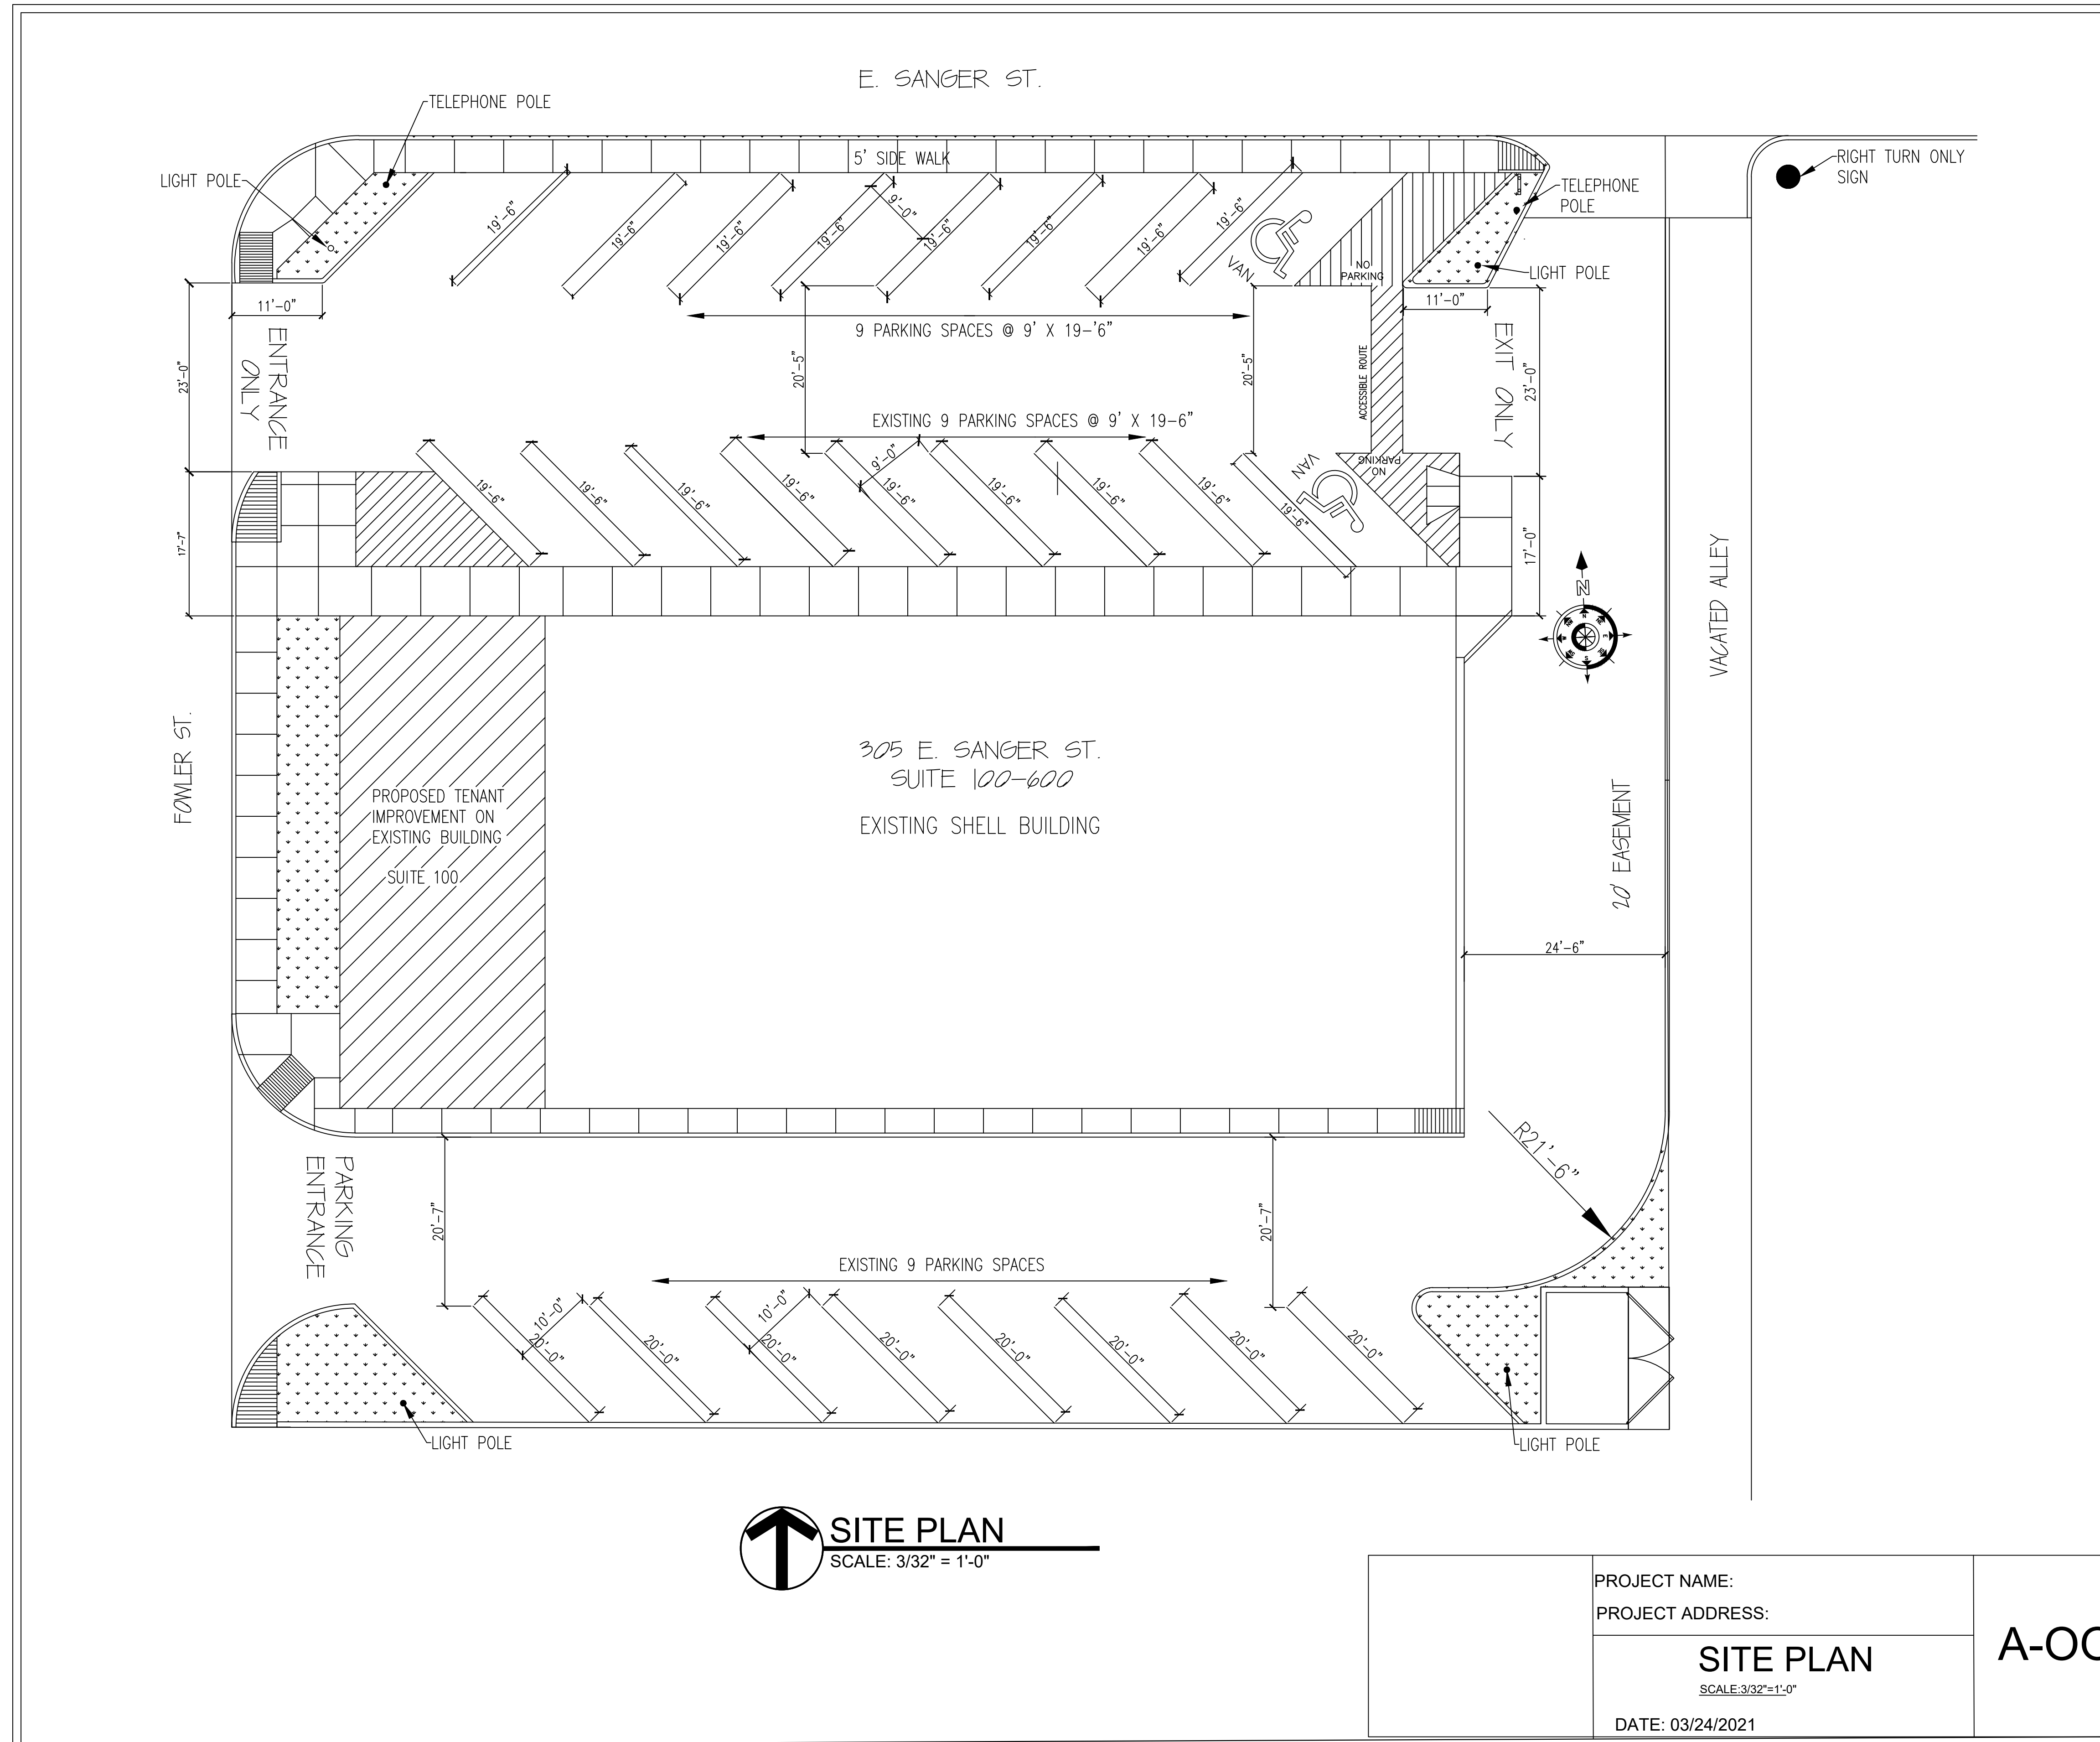 E. SANGER ST.
TELEPHONE POLE
LIGHT POLE
5' SIDE WALK
RIGHT TURN ONLY
SIGN
TELEPHONE
POLE
LIGHT POLE
19'-6"
19'-6"
19'-6"
19'-6"
9'-0"
19'-6"
19'-6"
19'-6"
19'-6"
VAN
NO
PARKING
11'-0"
11'-0"
9 PARKING SPACES @ 9' X 19-'6"
ENTRANCE
ONLY
23'-0"
20'-5"
20'-5"
ACCESSIBLE ROUTE
EXIT ONLY
23'-0"
EXISTING 9 PARKING SPACES @ 9' X 19-6"
9'-0"
19'-6"
19'-6"
19'-6"
19'-6"
19'-6"
19'-6"
19'-6"
19'-6"
19'-6"
VAN
NO
PARKING
17'-7"
17'-0"
N
VACATED ALLEY
FOWLER ST.
305 E. SANGER ST.
SUITE 100-600
EXISTING SHELL BUILDING
PROPOSED TENANT
IMPROVEMENT ON
EXISTING BUILDING
SUITE 100
20' EASEMENT
24'-6"
R21'-6"
PARKING
ENTRANCE
20'-7"
20'-7"
EXISTING 9 PARKING SPACES
10'-0"
10'-0"
20'-0"
20'-0"
20'-0"
20'-0"
20'-0"
20'-0"
20'-0"
20'-0"
LIGHT POLE
LIGHT POLE
SITE PLAN
SCALE: 3/32" = 1'-0"
PROJECT NAME:
PROJECT ADDRESS:
SITE PLAN
SCALE:3/32"=1'-0"
DATE: 03/24/2021